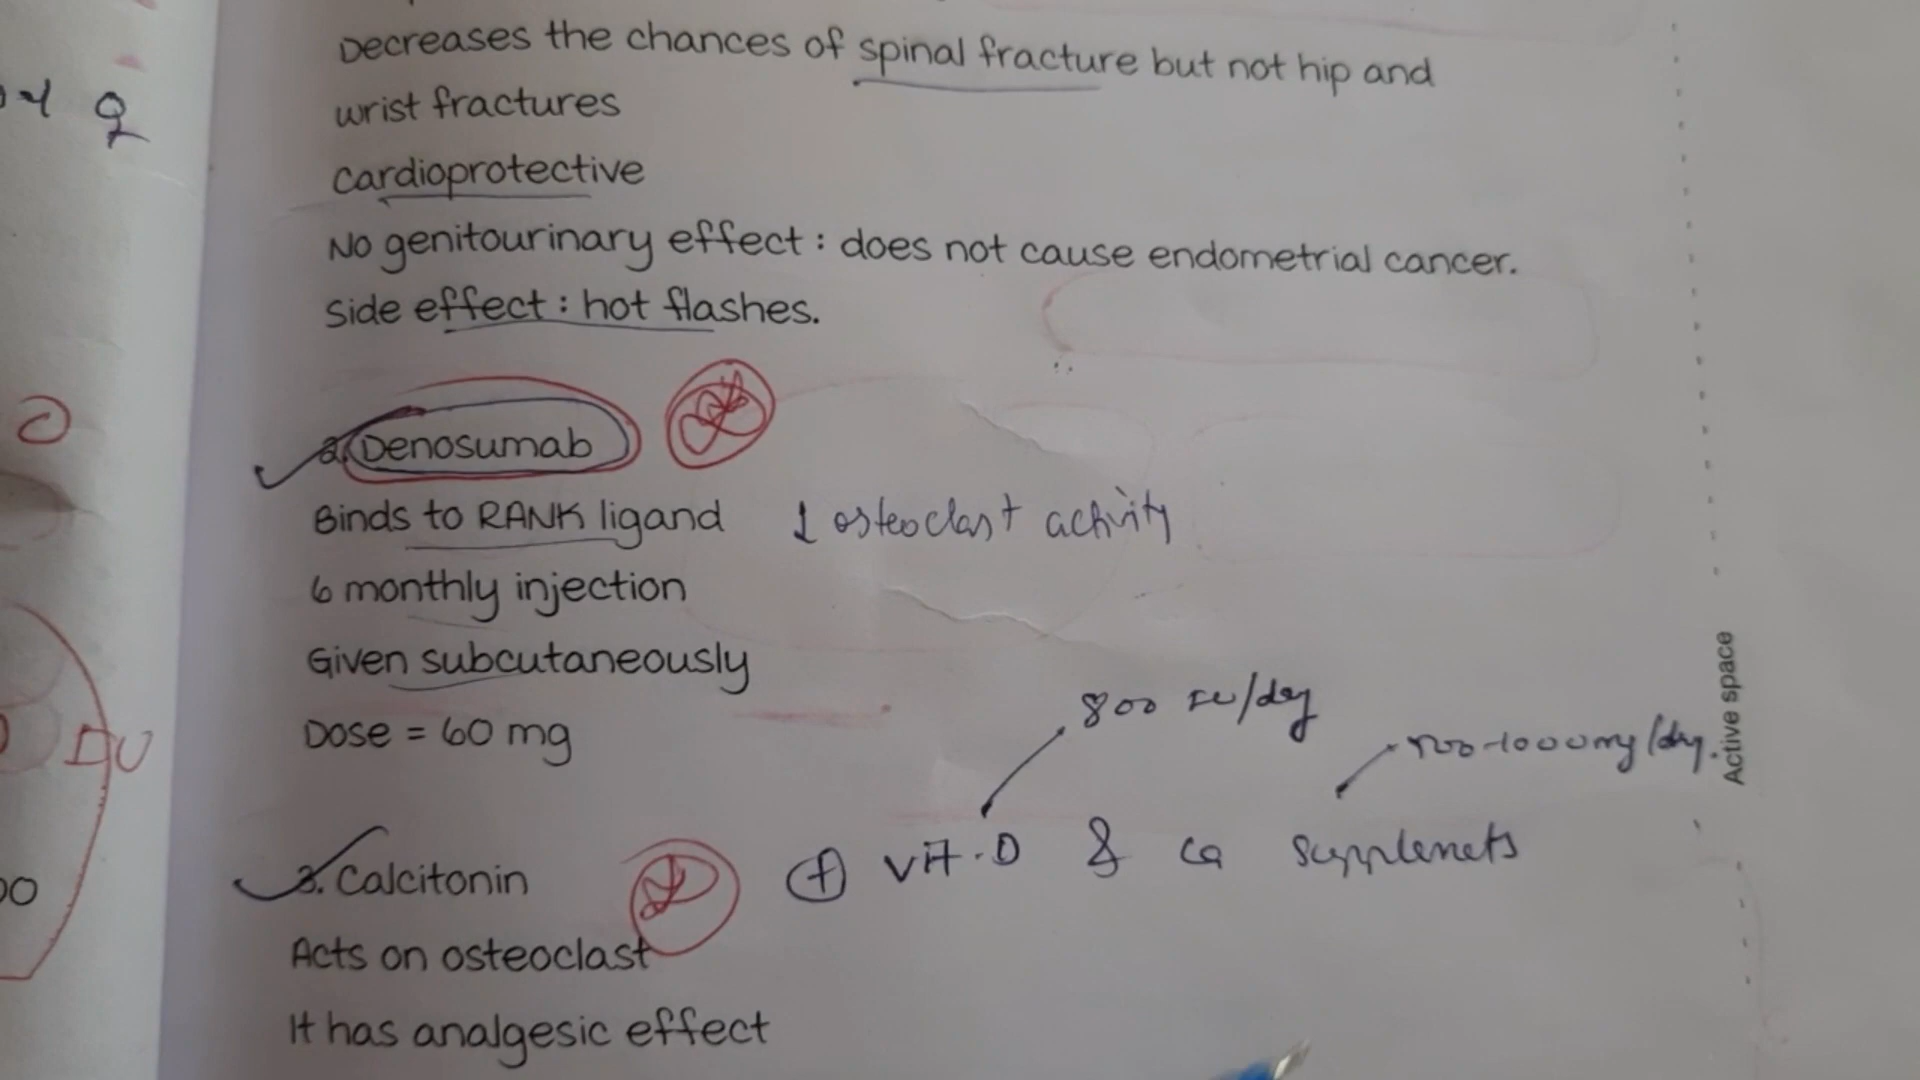 Decreases the chances of spinal fracture but not hip and
wrist fractures
Cardioprotective
No genitourinary effect : does not cause endometrial cancer.
Side effect : hot flashes.
2. Denosumab
Binds to RANK ligand ↓ osteoclast activity
6 monthly injection
Given subcutaneously
Dose = 60 mg
800 IU/day
-1000mg/day.
3. Calcitonin
⊕ Vit. D & Ca supplemets
Acts on osteoclast
It has analgesic effect
Active space
IU